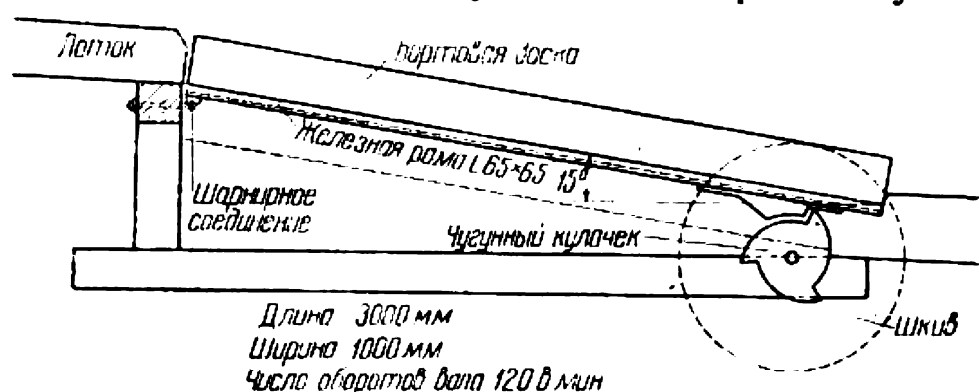 Лоток
Бортовая доска
Железная рама L 65×65
15°
Шарнирное
соединение
Чугунный кулачек
Шкив
Длина 3000 мм
Ширина 1000 мм
Число оборотов вала 120 в мин